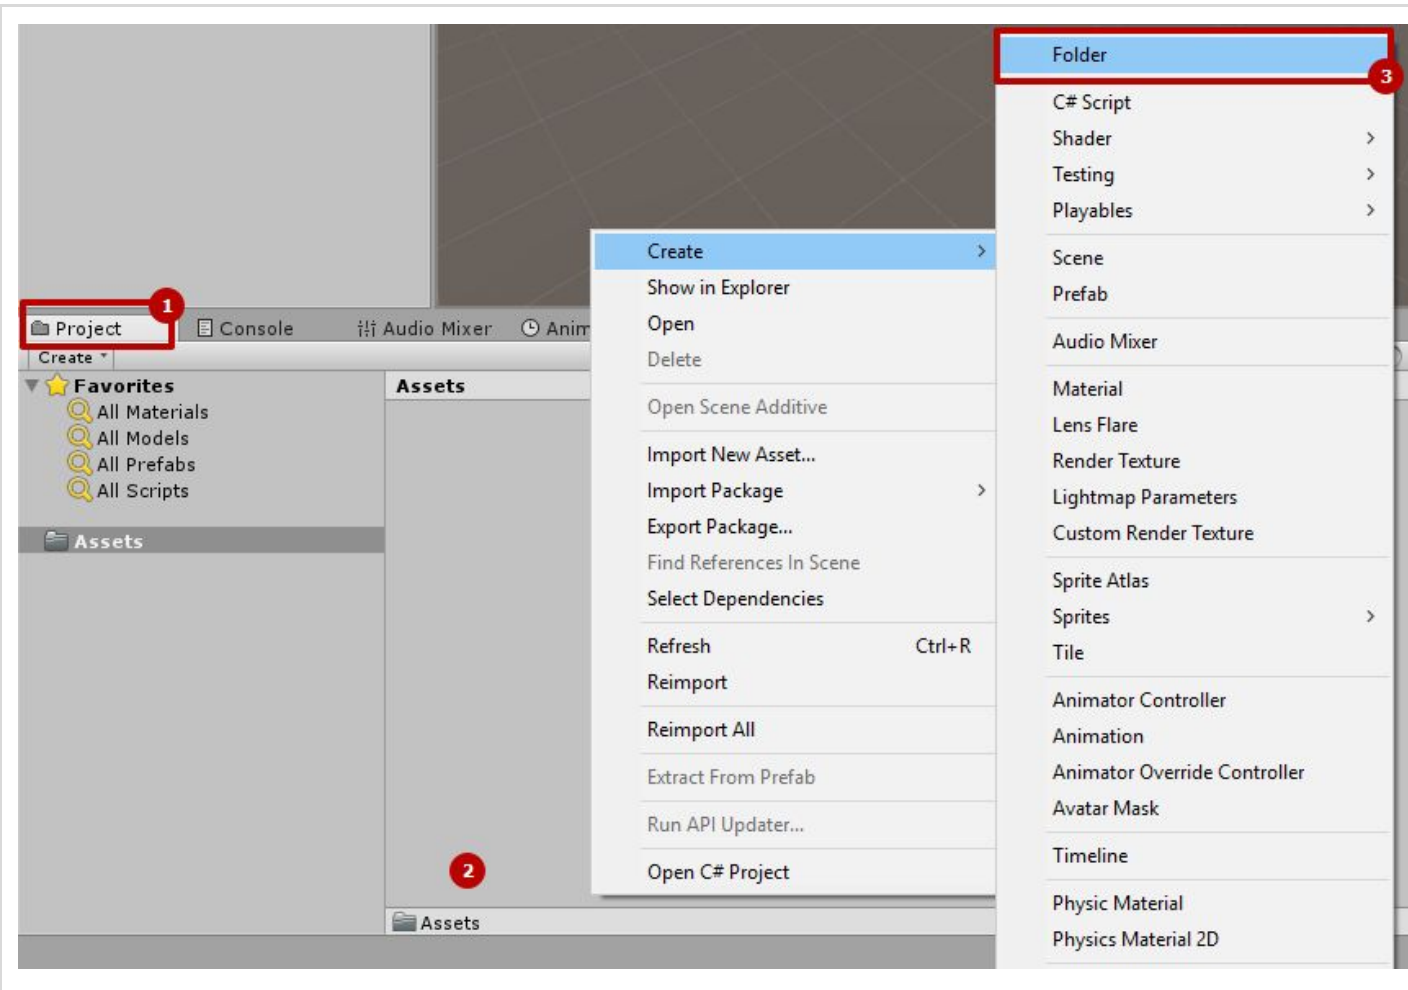 Folder
3
C# Script
Shader
Testing
Playables
Scene
Prefab
Audio Mixer
Material
Lens Flare
Render Texture
Lightmap Parameters
Custom Render Texture
Sprite Atlas
Sprites
Tile
Animator Controller
Animation
Animator Override Controller
Avatar Mask
Timeline
Physic Material
Physics Material 2D
Create
Show in Explorer
Open
Delete
Open Scene Additive
Import New Asset...
Import Package
Export Package...
Find References In Scene
Select Dependencies
Refresh Ctrl+R
Reimport
Reimport All
Extract From Prefab
Run API Updater...
Open C# Project
1
Project Console Audio Mixer Anim
Create
Favorites
All Materials
All Models
All Prefabs
All Scripts
Assets
Assets
2
Assets